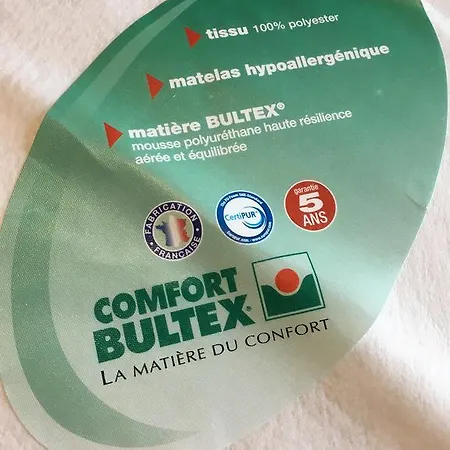 tissu 100% polyester
matelas hypoallergénique
matière BULTEX®
mousse polyuréthane haute résilience
aérée et équilibrée
FABRICATION
FRANÇAISE
CertiPUR
garantie
5
ANS
COMFORT
BULTEX®
LA MATIÈRE DU CONFORT